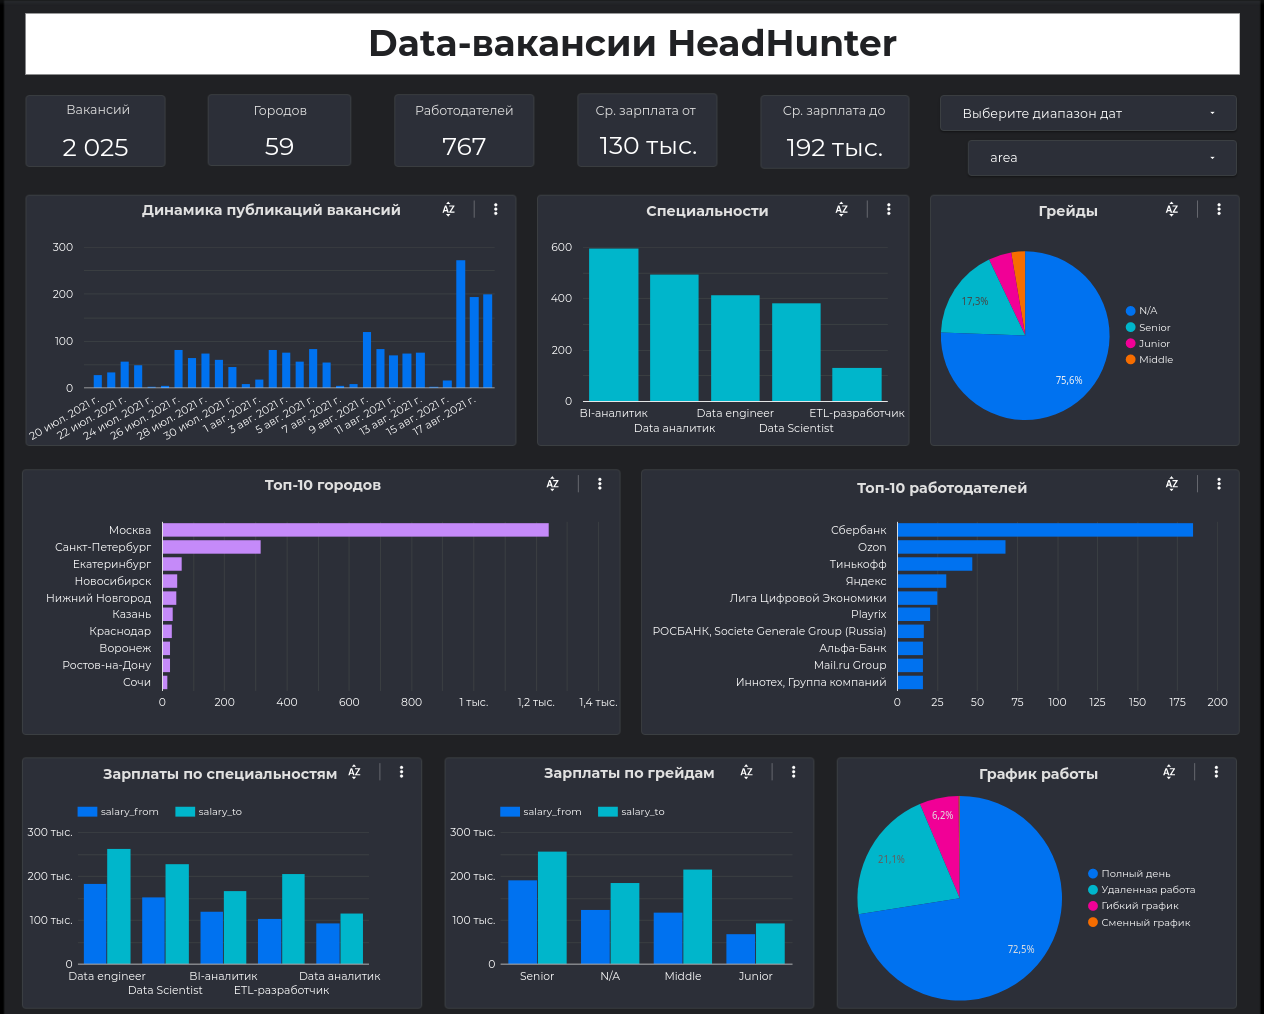 Data-вакансии HeadHunter
Вакансий
2 025
Городов
59
Работодателей
767
Ср. зарплата от
130 тыс.
Ср. зарплата до
192 тыс.
Выберите диапазон дат
area
Динамика публикаций вакансий
AZ
300
200
100
0
20 июл. 2021 г.
22 июл. 2021 г.
24 июл. 2021 г.
26 июл. 2021 г.
28 июл. 2021 г.
30 июл. 2021 г.
1 авг. 2021 г.
3 авг. 2021 г.
5 авг. 2021 г.
7 авг. 2021 г.
9 авг. 2021 г.
11 авг. 2021 г.
13 авг. 2021 г.
15 авг. 2021 г.
17 авг. 2021 г.
Специальности
AZ
600
400
200
0
BI-аналитик
Data engineer
ETL-разработчик
Data аналитик
Data Scientist
Грейды
AZ
17,3%
75,6%
N/A
Senior
Junior
Middle
Топ-10 городов
AZ
Москва
Санкт-Петербург
Екатеринбург
Новосибирск
Нижний Новгород
Казань
Краснодар
Воронеж
Ростов-на-Дону
Сочи
0 200 400 600 800 1 тыс. 1,2 тыс. 1,4 тыс.
Топ-10 работодателей
AZ
Сбербанк
Ozon
Тинькофф
Яндекс
Лига Цифровой Экономики
Playrix
РОСБАНК, Societe Generale Group (Russia)
Альфа-Банк
Mail.ru Group
Иннотех, Группа компаний
0 25 50 75 100 125 150 175 200
Зарплаты по специальностям
AZ
salary_from salary_to
300 тыс.
200 тыс.
100 тыс.
0
Data engineer
BI-аналитик
Data аналитик
Data Scientist
ETL-разработчик
Зарплаты по грейдам
AZ
salary_from salary_to
300 тыс.
200 тыс.
100 тыс.
0
Senior N/A Middle Junior
График работы
AZ
6,2%
21,1%
72,5%
Полный день
Удаленная работа
Гибкий график
Сменный график